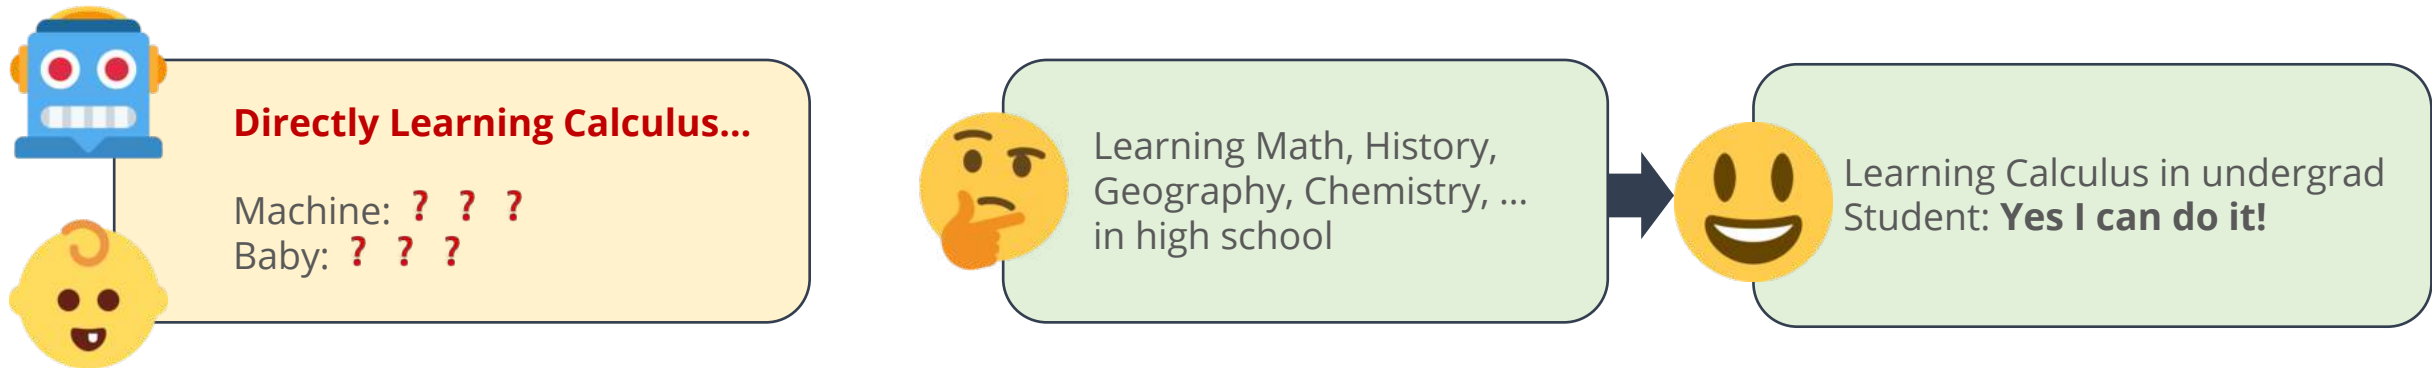 Directly Learning Calculus...
Machine: ? ? ?
Baby: ? ? ?
Learning Math, History,
Geography, Chemistry, ...
in high school
Learning Calculus in undergrad
Student: Yes I can do it!